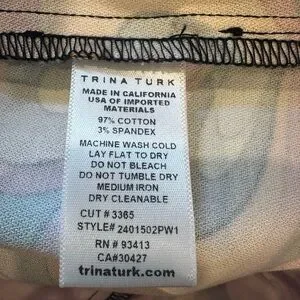 TRINA TURK
MADE IN CALIFORNIA
USA OF IMPORTED
MATERIALS
97% COTTON
3% SPANDEX
MACHINE WASH COLD
LAY FLAT TO DRY
DO NOT BLEACH
DO NOT TUMBLE DRY
MEDIUM IRON
DRY CLEANABLE
CUT # 3365
STYLE# 2401502PW1
RN # 93413
CA#30427
trinaturk.com